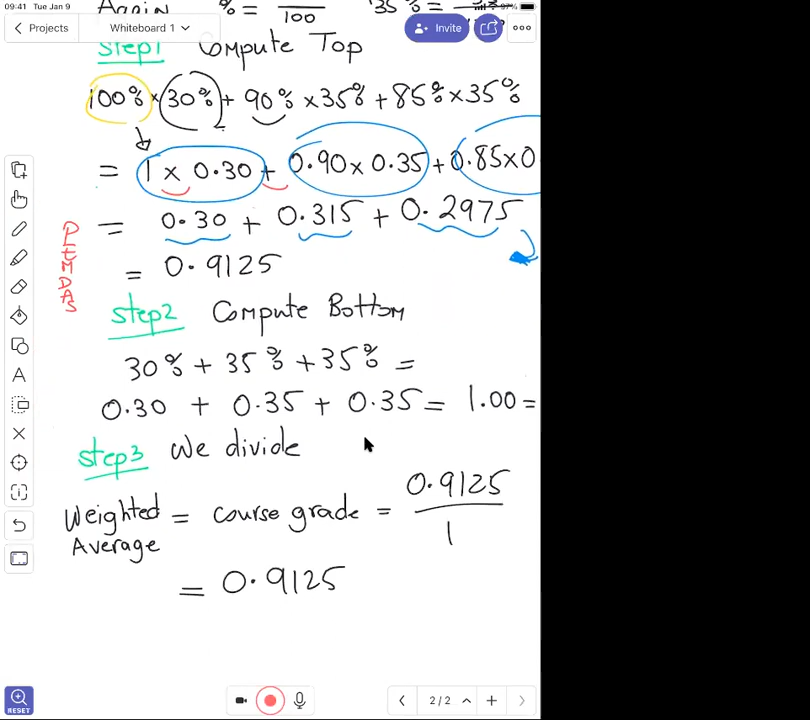 09:41 Tue Jan 9
97%
Again % = 100 35% =
Projects
Whiteboard 1
Invite
Step1 Compute Top
100% × 30% + 90% × 35% + 85% × 35%
= 1 × 0.30 + 0.90 × 0.35 + 0.85 × 0
= 0.30 + 0.315 + 0.2975
PEMDAS
= 0.9125
step2 Compute Bottom
30% + 35% + 35% =
0.30 + 0.35 + 0.35 = 1.00 =
step3 We divide
Weighted Average = course grade = 0.9125
1
= 0.9125
RESET
2/2